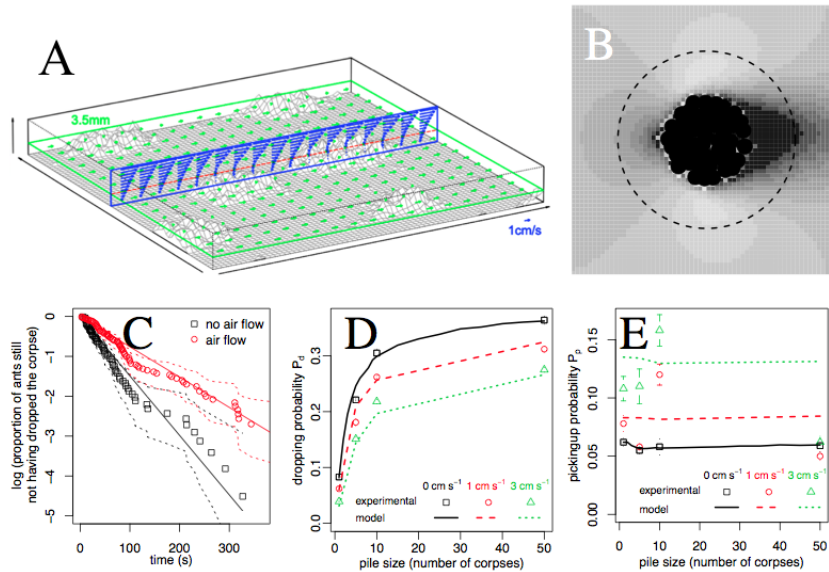 A
3.5mm
1cm/s
B
C
no air flow
air flow
0
-1
-2
-3
-4
-5
0
100
200
300
time (s)
log (proportion of ants still
not having dropped the corpse)
D
0.0
0.1
0.2
0.3
dropping probability Pd
0 cm s⁻¹ 1 cm s⁻¹ 3 cm s⁻¹
experimental
model
0 10 20 30 40 50
pile size (number of corpses)
E
0.00
0.05
0.10
0.15
pickingup probability Pp
0 cm s⁻¹ 1 cm s⁻¹ 3 cm s⁻¹
experimental
model
0 10 20 30 40 50
pile size (number of corpses)